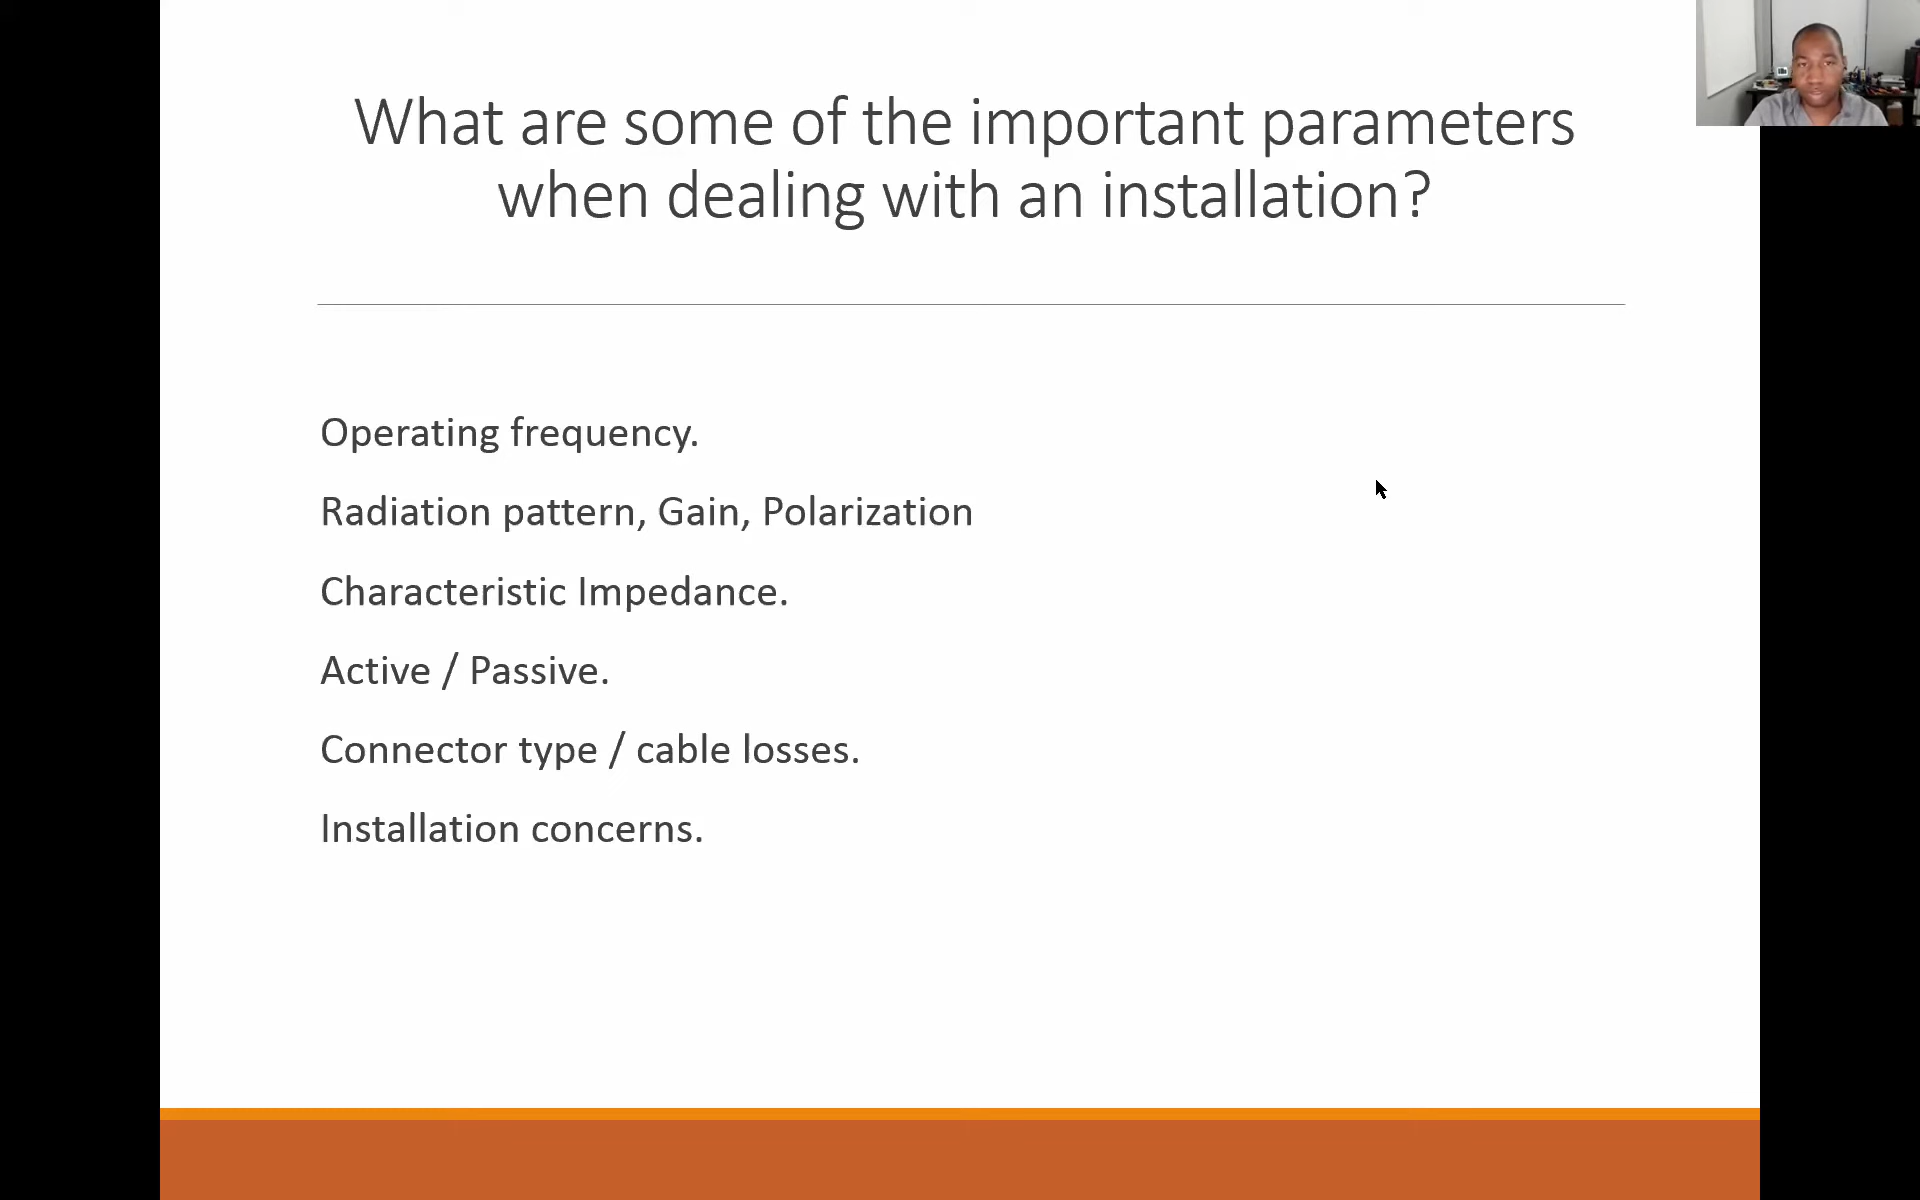 What are some of the important parameters
when dealing with an installation?
Operating frequency.
Radiation pattern, Gain, Polarization
Characteristic Impedance.
Active / Passive.
Connector type / cable losses.
Installation concerns.